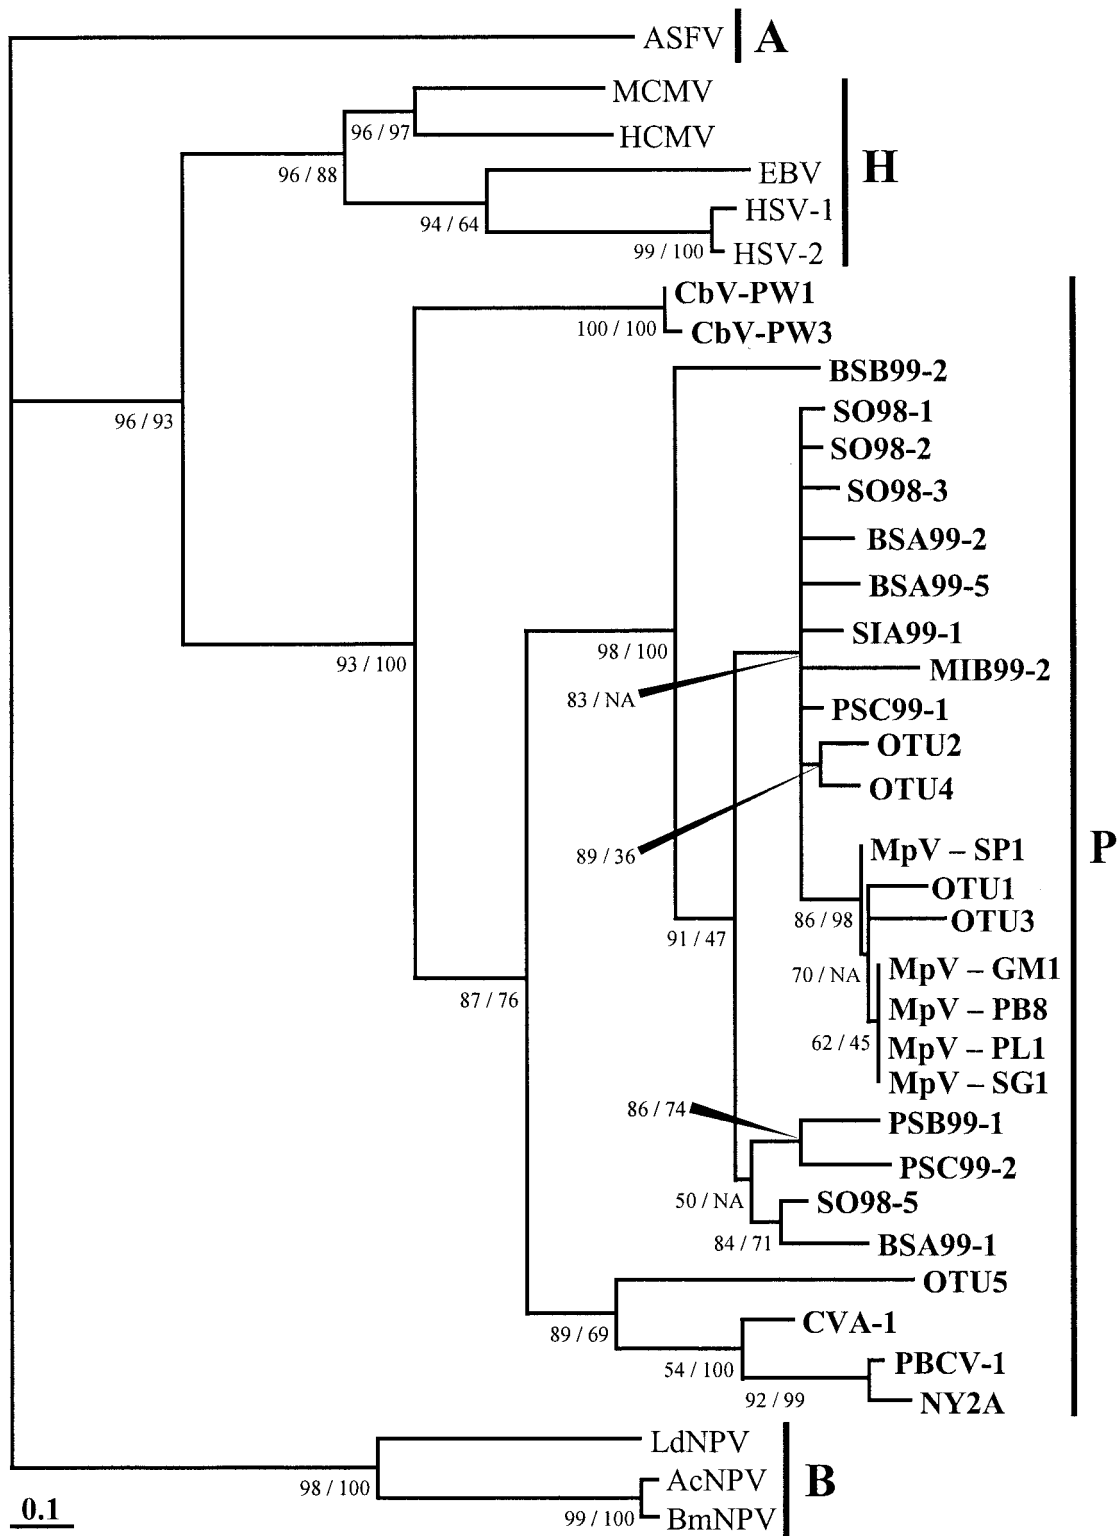 ASFV A
MCMV
96 / 97 HCMV
96 / 88 EBV H
94 / 64 HSV-1
99 / 100 HSV-2
CbV-PW1
100 / 100 CbV-PW3
BSB99-2
96 / 93 SO98-1
SO98-2
SO98-3
BSA99-2
BSA99-5
SIA99-1
98 / 100
93 / 100 MIB99-2
83 / NA
PSC99-1
OTU2
OTU4
89 / 36 MpV – SP1 P
OTU1
86 / 98 OTU3
91 / 47
70 / NA MpV – GM1
87 / 76
MpV – PB8
62 / 45 MpV – PL1
MpV – SG1
86 / 74 PSB99-1
PSC99-2
50 / NA SO98-5
84 / 71 BSA99-1
OTU5
89 / 69 CVA-1
54 / 100 PBCV-1
92 / 99 NY2A
LdNPV
98 / 100 AcNPV B
0.1 99 / 100 BmNPV